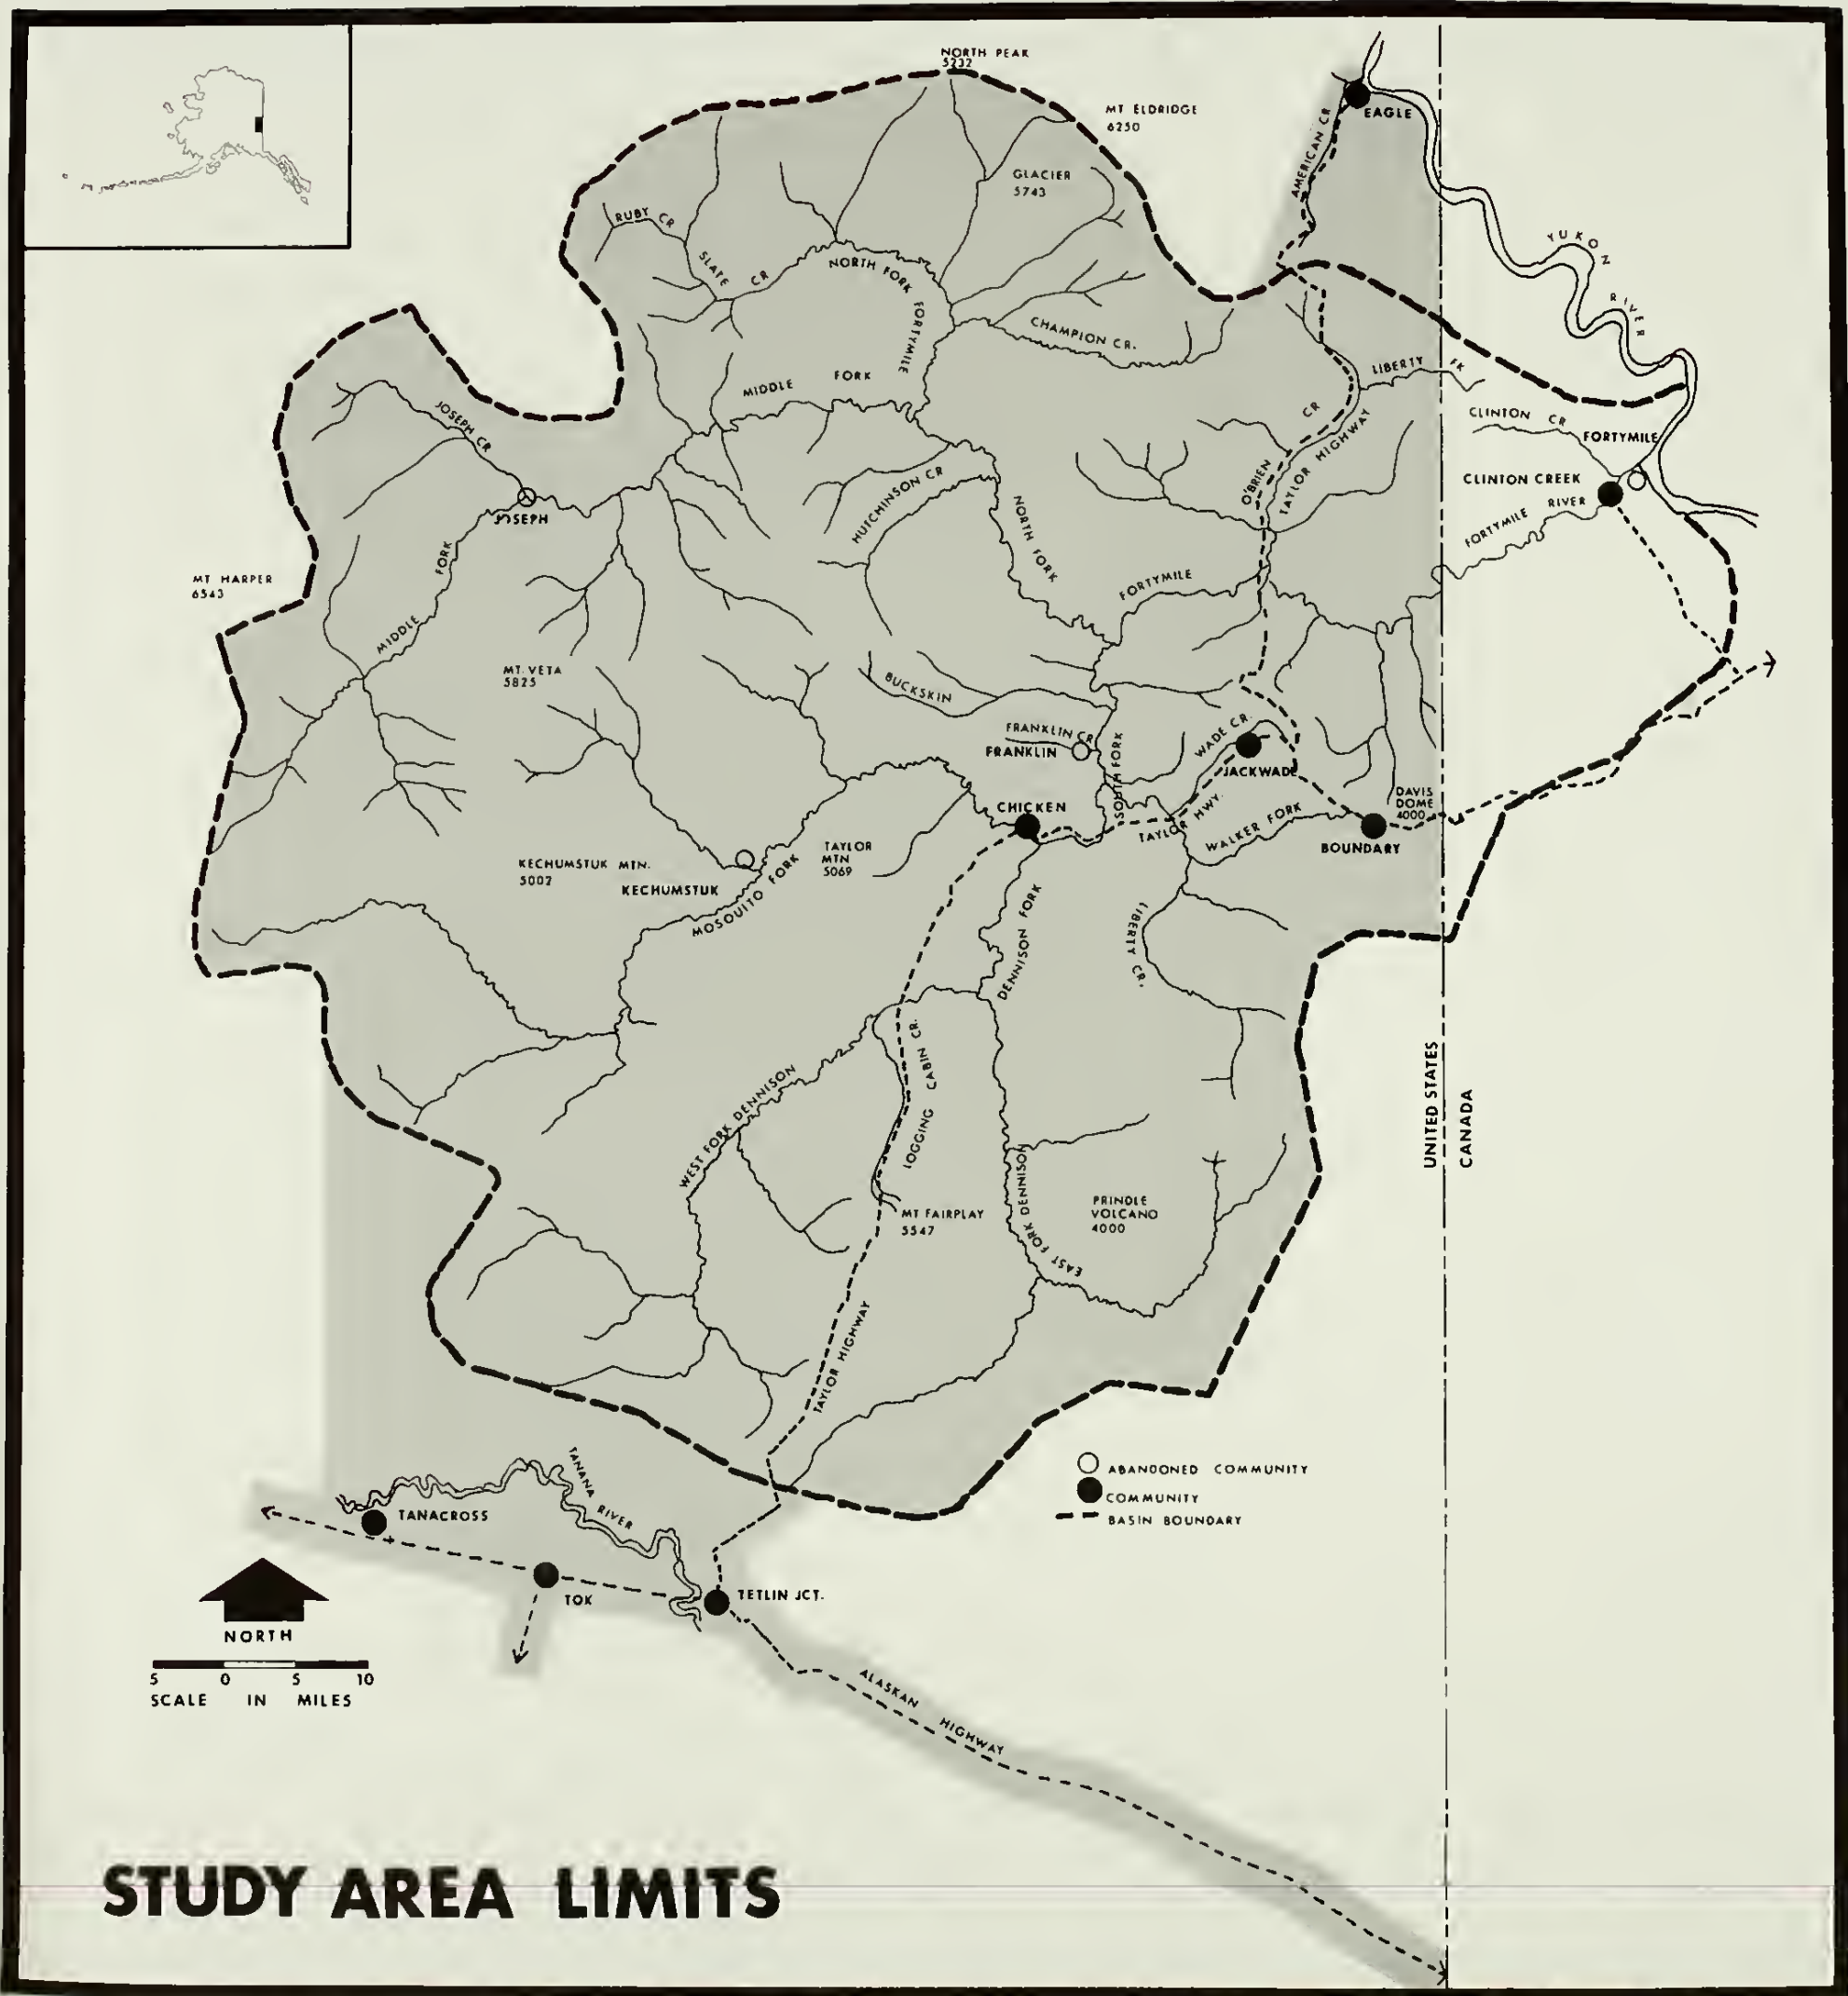 NORTH PEAK
5232
MT ELDRIDGE
6250
EAGLE
AMERICAN CR
GLACIER
5743
RUBY CR
SLATE CR
NORTH FORK FORTYMILE
YUKON RIVER
CHAMPION CR.
LIBERTY FK
MIDDLE FORK
JOSEPH CR
CR
CLINTON CR
FORTYMILE
TAYLOR HIGHWAY
O'BRIEN
HUTCHINSON CR
CLINTON CREEK
JOSEPH
NORTH FORK
FORTYMILE RIVER
FORK
MT HARPER
6543
FORTYMILE
MIDDLE
MT. VETA
5825
BUCKSKIN
FRANKLIN CR
FRANKLIN
SOUTH FORK
WADE CR.
JACKWADE
DAVIS
DOME
4000
CHICKEN
TAYLOR HWY.
WALKER FORK
BOUNDARY
TAYLOR
MTN
5069
KECHUMSTUK MTN.
5002
KECHUMSTUK
MOSQUITO FORK
DENNISON FORK
LIBERTY CR.
LOGGING CABIN CR.
WEST FORK DENNISON
UNITED STATES
CANADA
EAST FORK DENNISON
EAST
PRINDLE
VOLCANO
4000
MT FAIRPLAY
5547
TAYLOR HIGHWAY
ABANDONED COMMUNITY
COMMUNITY
BASIN BOUNDARY
TANANA RIVER
TANACROSS
TOK
TETLIN JCT.
NORTH
5 0 5 10
SCALE IN MILES
ALASKAN HIGHWAY
STUDY AREA LIMITS